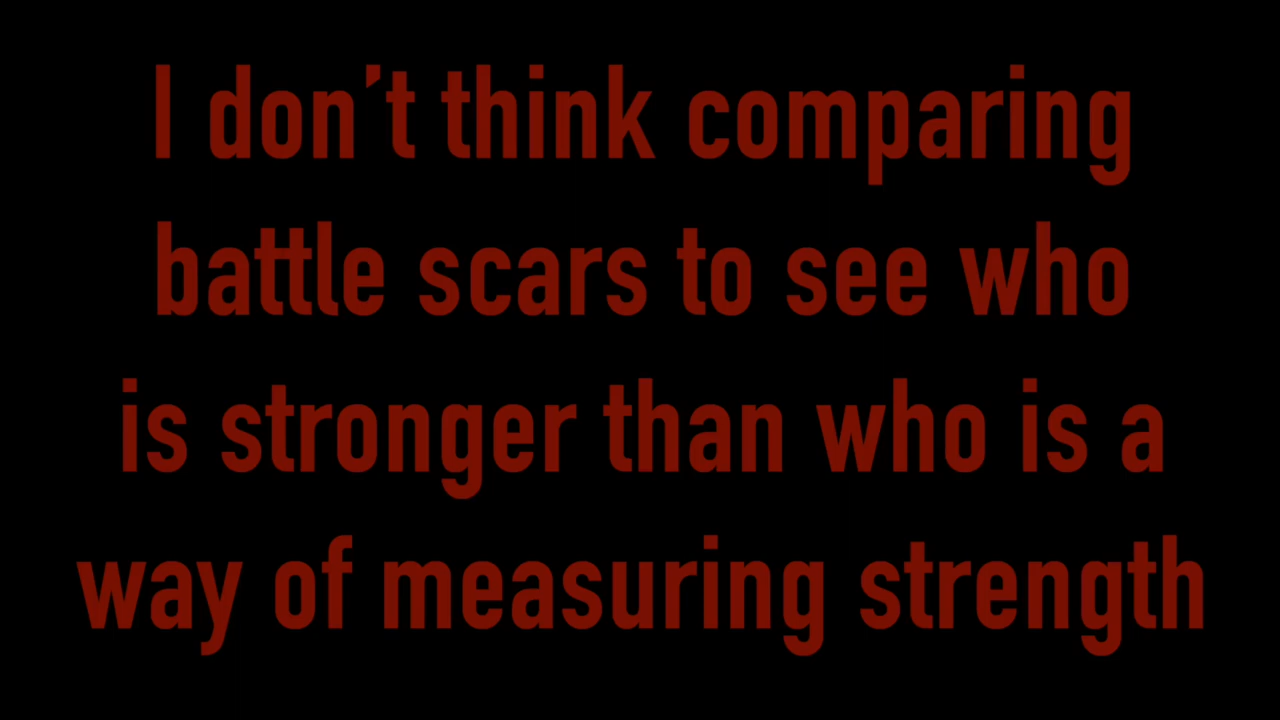 I don’t think comparing
battle scars to see who
is stronger than who is a
way of measuring strength